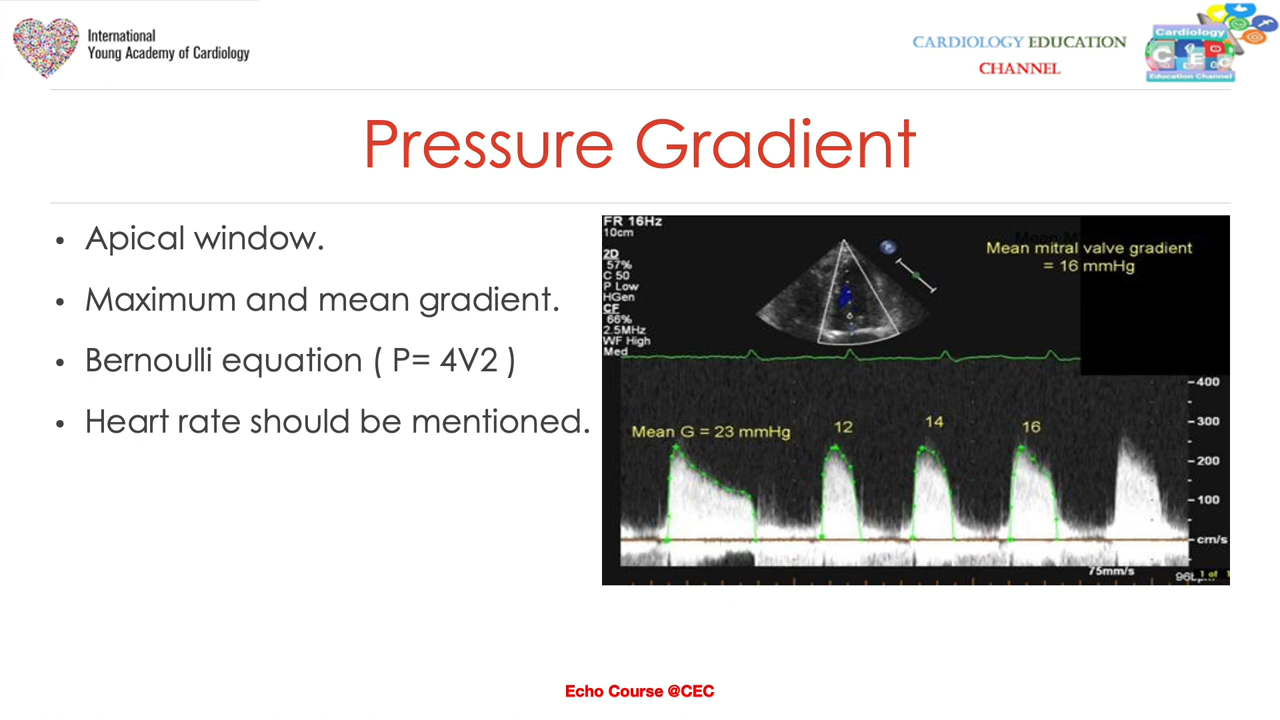 International
Young Academy of Cardiology
CARDIOLOGY EDUCATION
CHANNEL
Cardiology
C E P C
Education Channel
Pressure Gradient
• Apical window.
• Maximum and mean gradient.
• Bernoulli equation ( P= 4V2 )
• Heart rate should be mentioned.
FR 16Hz
10cm
2D
57%
C 50
P Low
HGen
CF
66%
2.5MHz
WF High
Med
P
Mean mitral valve gradient
= 16 mmHg
Mean G = 23 mmHg
12
14
16
-400
-300
-200
-100
-cm/s
75mm/s
1 of 1
Echo Course @CEC